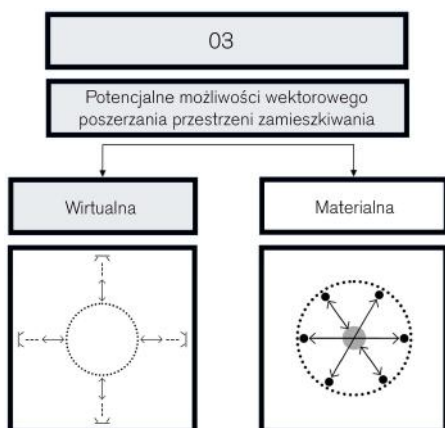 03
Potencjalne możliwości wektorowego
poszerzania przestrzeni zamieszkiwania
Wirtualna
Materialna